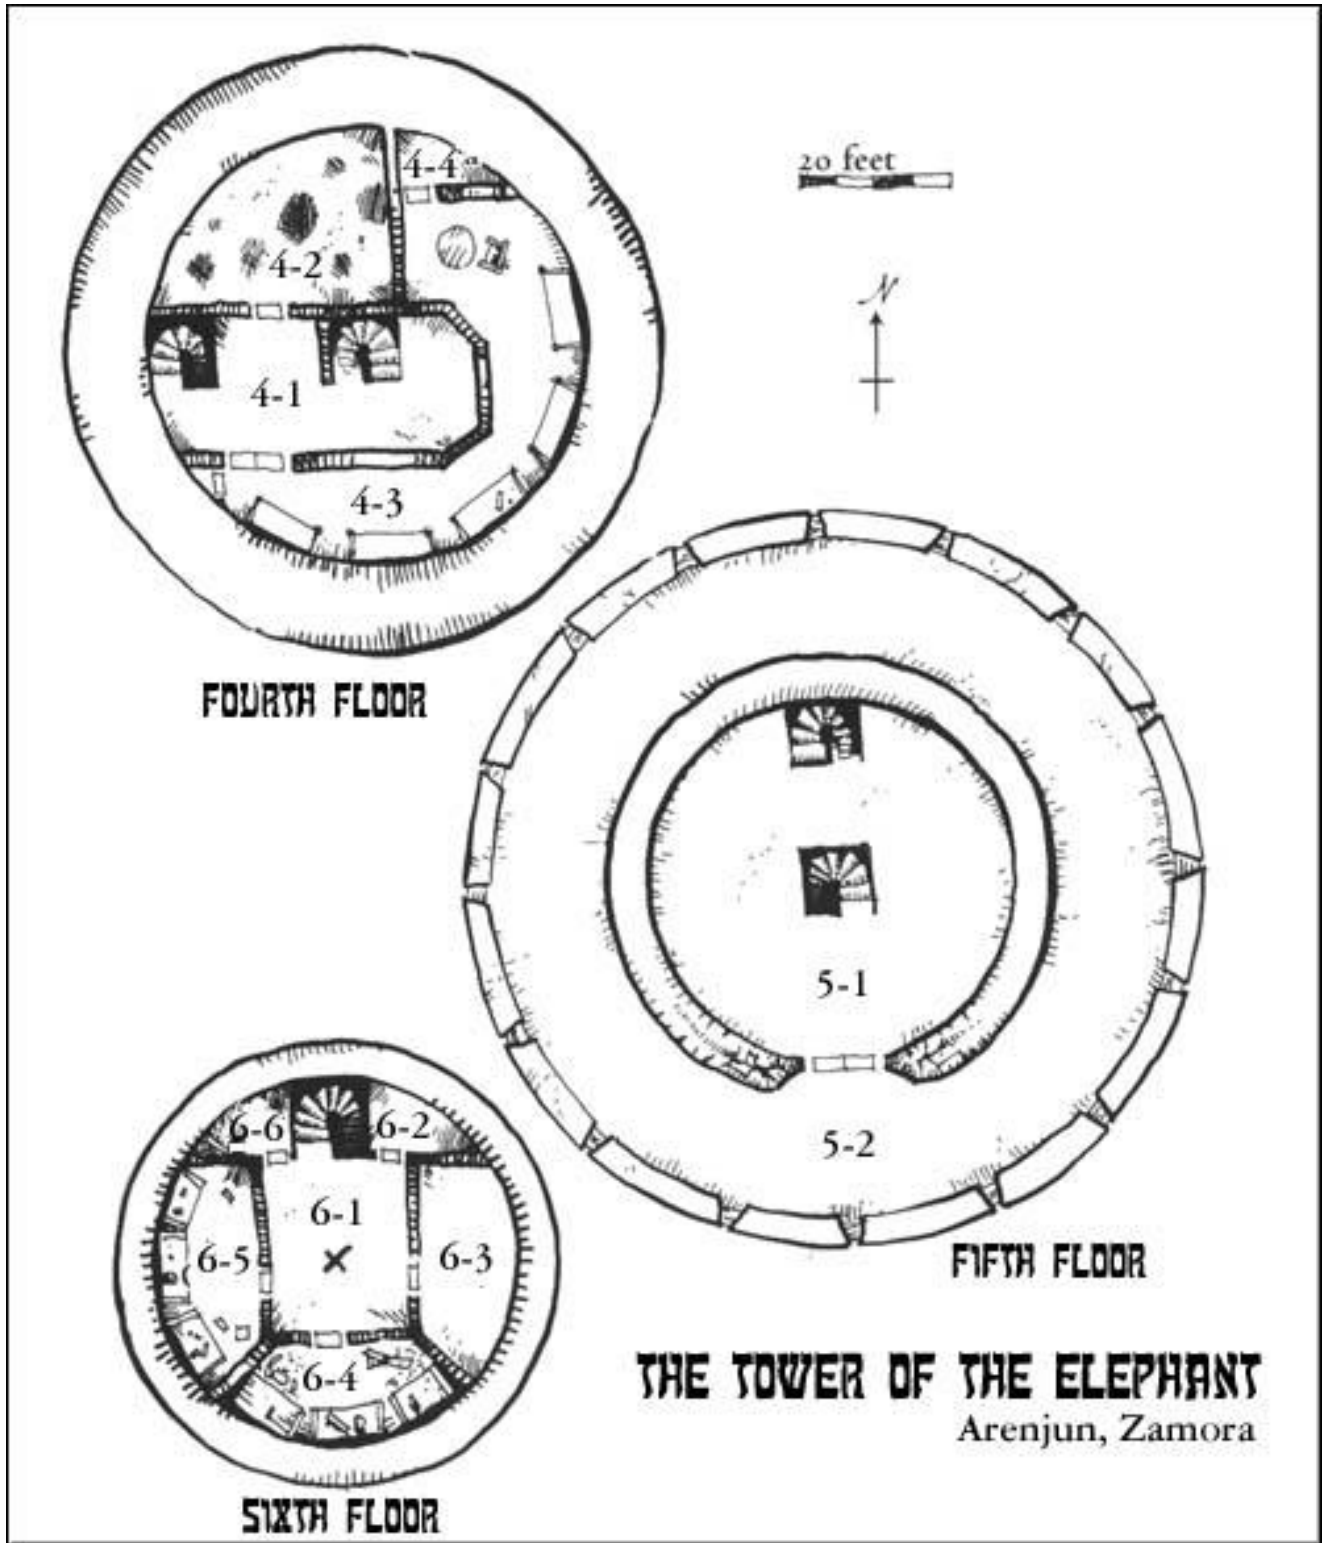 4-4
20 feet
4-2
N
4-1
4-3
FOURTH FLOOR
5-1
5-2
6-6
6-2
6-1
6-5
6-3
FIFTH FLOOR
6-4
THE TOWER OF THE ELEPHANT
Arenjun, Zamora
SIXTH FLOOR